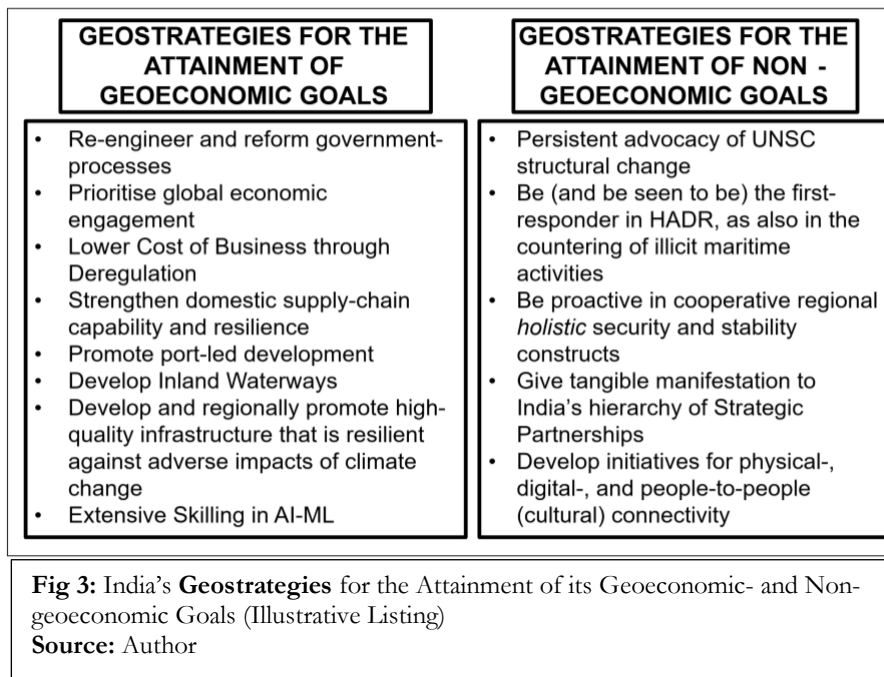 GEOSTRATEGIES FOR THE
ATTAINMENT OF
GEOECONOMIC GOALS
• Re-engineer and reform government-
processes
• Prioritise global economic
engagement
• Lower Cost of Business through
Deregulation
• Strengthen domestic supply-chain
capability and resilience
• Promote port-led development
• Develop Inland Waterways
• Develop and regionally promote high-
quality infrastructure that is resilient
against adverse impacts of climate
change
• Extensive Skilling in AI-ML
GEOSTRATEGIES FOR THE
ATTAINMENT OF NON -
GEOECONOMIC GOALS
• Persistent advocacy of UNSC
structural change
• Be (and be seen to be) the first-
responder in HADR, as also in the
countering of illicit maritime
activities
• Be proactive in cooperative regional
holistic security and stability
constructs
• Give tangible manifestation to
India's hierarchy of Strategic
Partnerships
• Develop initiatives for physical-,
digital-, and people-to-people
(cultural) connectivity
Fig 3: India's Geostrategies for the Attainment of its Geoeconomic- and Non-
geoeconomic Goals (Illustrative Listing)
Source: Author